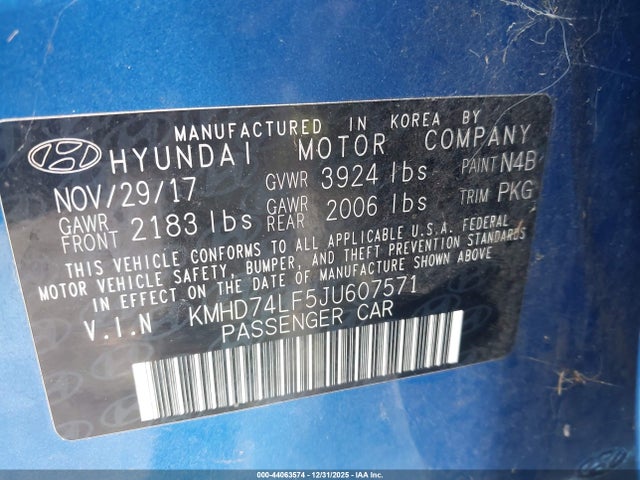 MANUFACTURED IN KOREA BY
HYUNDAI MOTOR COMPANY
NOV/29/17 GVWR 3924 lbs PAINT N4B
GAWR FRONT 2183 lbs GAWR REAR 2006 lbs TRIM PKG
THIS VEHICLE CONFORMS TO ALL APPLICABLE U.S.A. FEDERAL
MOTOR VEHICLE SAFETY, BUMPER, AND THEFT PREVENTION STANDARDS
IN EFFECT ON THE DATE OF MANUFACTURE SHOWN ABOVE.
V.I.N KMHD74LF5JU607571
PASSENGER CAR
000-44063574 - 12/31/2025 - IAA, Inc.